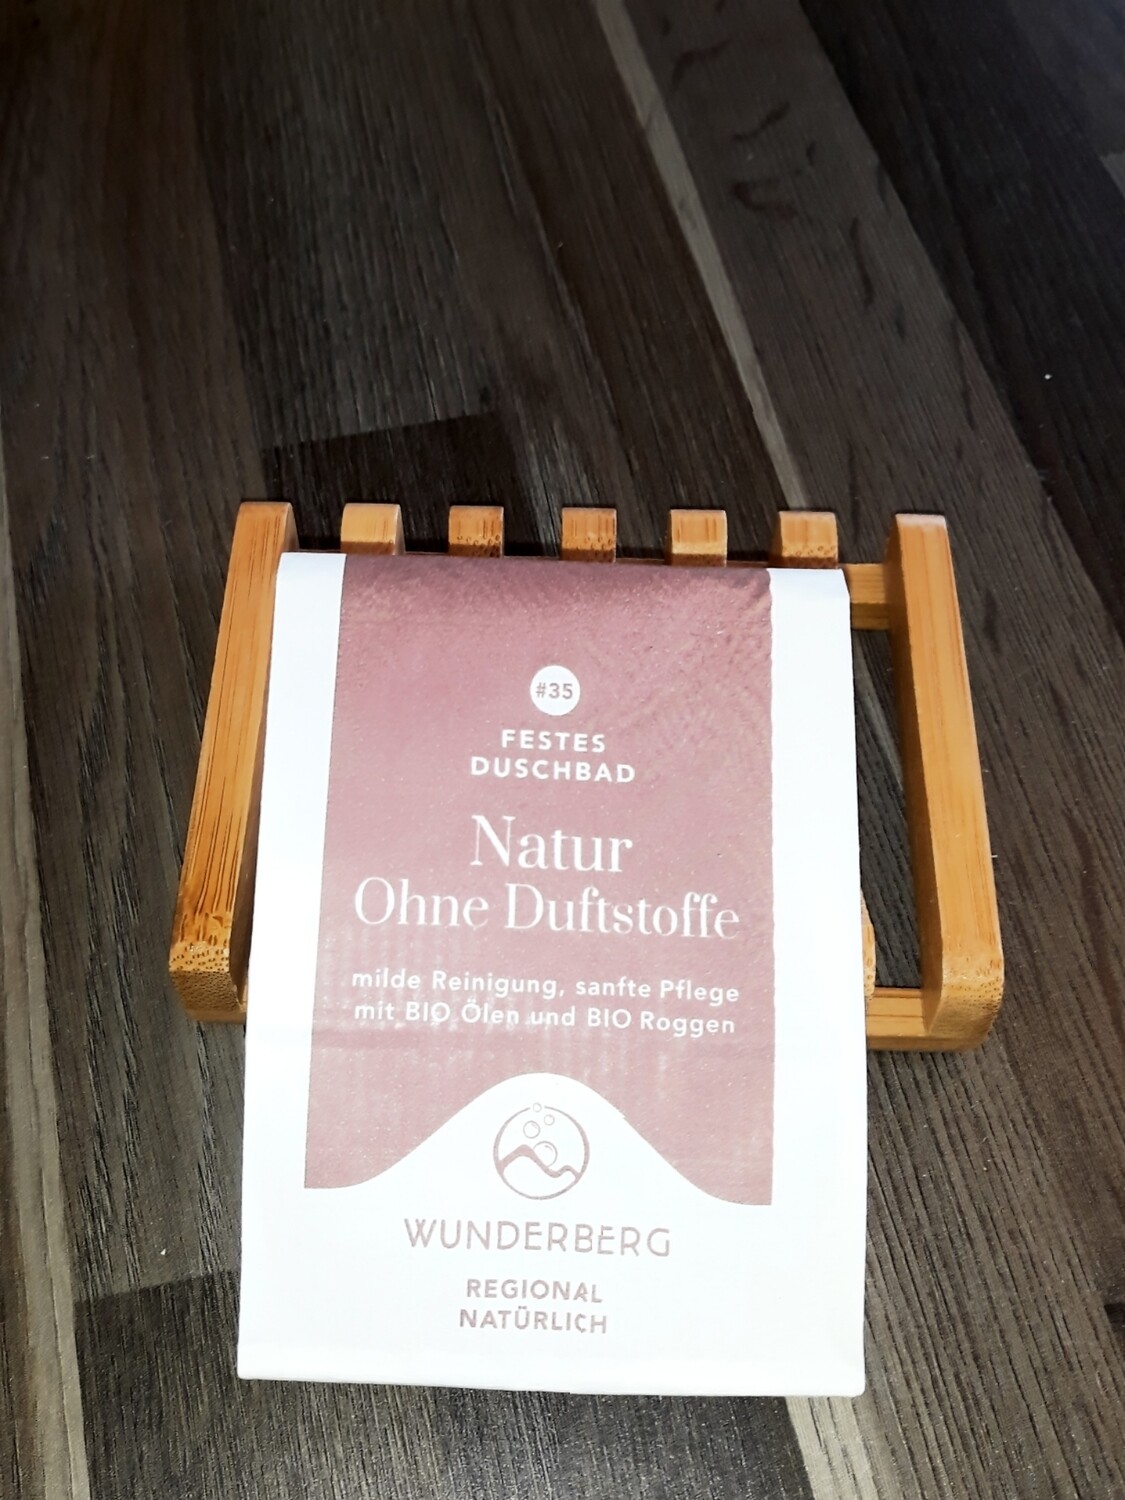 #35
FESTES
DUSCHBAD
Natur
Ohne Duftstoffe
milde Reinigung, sanfte Pflege
mit BIO Ölen und BIO Roggen
WUNDERBERG
REGIONAL
NATÜRLICH